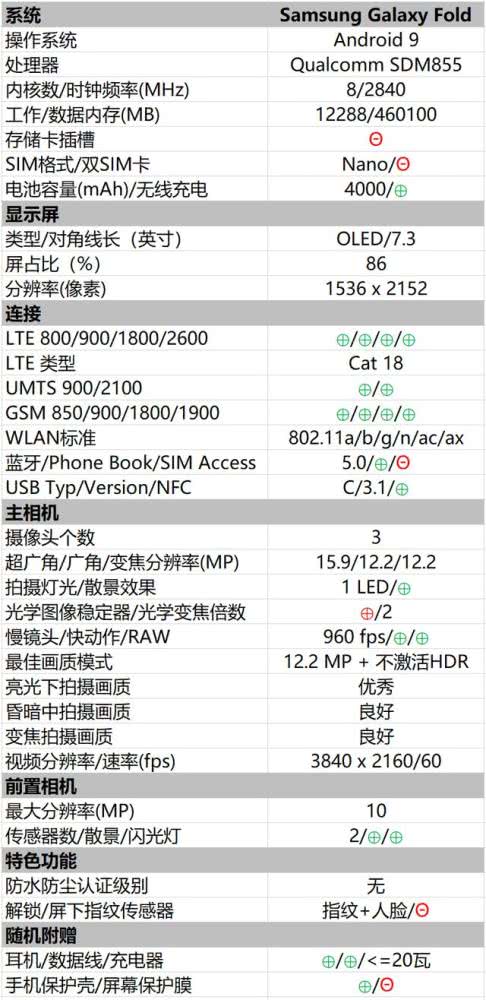 系统 Samsung Galaxy Fold
操作系统 Android 9
处理器 Qualcomm SDM855
内核数/时钟频率(MHz) 8/2840
工作/数据内存(MB) 12288/460100
存储卡插槽 Θ
SIM格式/双SIM卡 Nano/Θ
电池容量(mAh)/无线充电 4000/⊕
显示屏
类型/对角线长（英寸） OLED/7.3
屏占比（%） 86
分辨率(像素) 1536 x 2152
连接
LTE 800/900/1800/2600 ⊕/⊕/⊕/⊕
LTE 类型 Cat 18
UMTS 900/2100 ⊕/⊕
GSM 850/900/1800/1900 ⊕/⊕/⊕/⊕
WLAN标准 802.11a/b/g/n/ac/ax
蓝牙/Phone Book/SIM Access 5.0/⊕/Θ
USB Typ/Version/NFC C/3.1/⊕
主相机
摄像头个数 3
超广角/广角/变焦分辨率(MP) 15.9/12.2/12.2
拍摄灯光/散景效果 1 LED/⊕
光学图像稳定器/光学变焦倍数 ⊕/2
慢镜头/快动作/RAW 960 fps/⊕/⊕
最佳画质模式 12.2 MP + 不激活HDR
亮光下拍摄画质 优秀
昏暗中拍摄画质 良好
变焦拍摄画质 良好
视频分辨率/速率(fps) 3840 x 2160/60
前置相机
最大分辨率(MP) 10
传感器数/散景/闪光灯 2/⊕/⊕
特色功能
防水防尘认证级别 无
解锁/屏下指纹传感器 指纹+人脸/Θ
随机附赠
耳机/数据线/充电器 ⊕/⊕/<=20瓦
手机保护壳/屏幕保护膜 ⊕/Θ